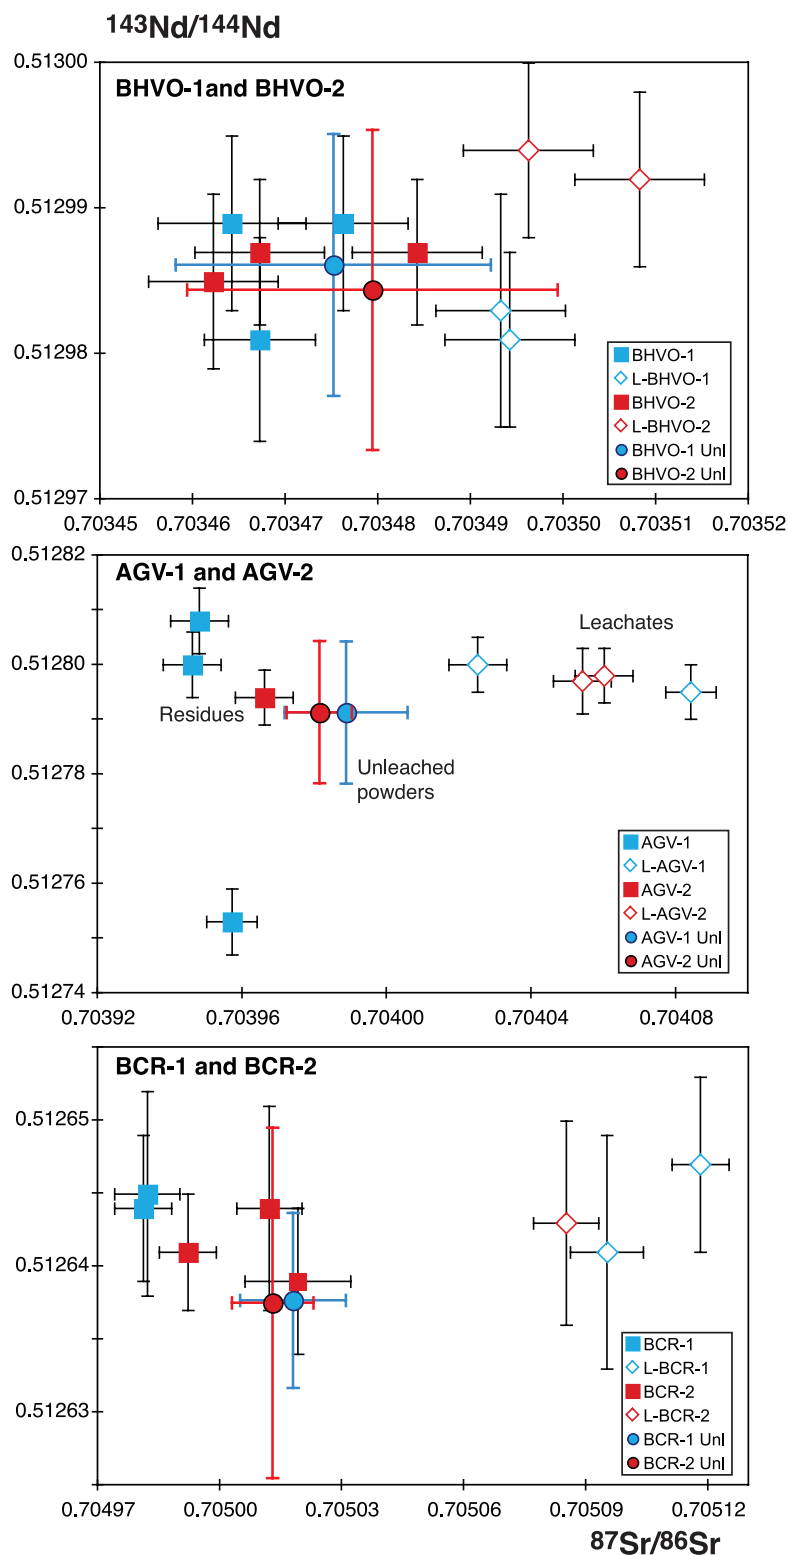 143Nd/144Nd
0.51300
BHVO-1and BHVO-2
0.51299
0.51298
BHVO-1
L-BHVO-1
BHVO-2
L-BHVO-2
BHVO-1 Unl
BHVO-2 Unl
0.51297
0.70345 0.70346 0.70347 0.70348 0.70349 0.70350 0.70351 0.70352
0.51282
AGV-1 and AGV-2
Leachates
0.51280
Residues
Unleached
powders
0.51278
0.51276
AGV-1
L-AGV-1
AGV-2
L-AGV-2
AGV-1 Unl
AGV-2 Unl
0.51274
0.70392 0.70396 0.70400 0.70404 0.70408
BCR-1 and BCR-2
0.51265
0.51264
0.51263
BCR-1
L-BCR-1
BCR-2
L-BCR-2
BCR-1 Unl
BCR-2 Unl
0.70497 0.70500 0.70503 0.70506 0.70509 0.70512
87Sr/86Sr